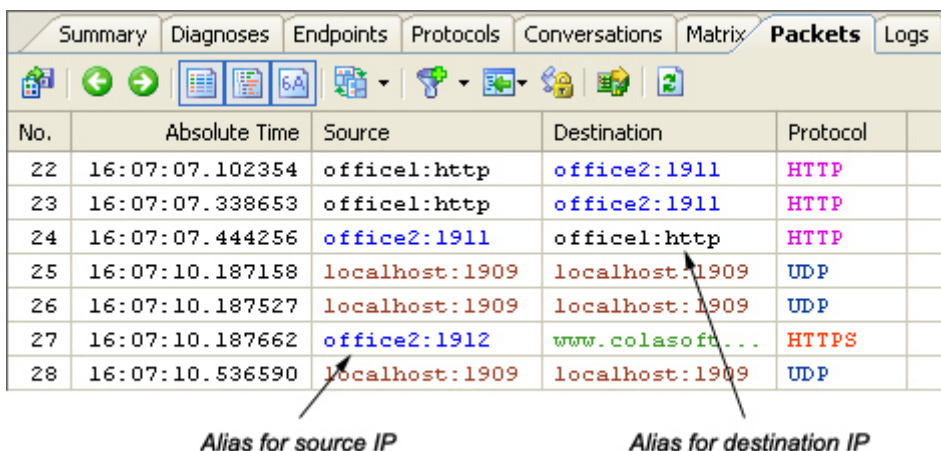 Summary Diagnoses Endpoints Protocols Conversations Matrix Packets Logs
6A
No. Absolute Time Source Destination Protocol
22 16:07:07.102354 office1:http office2:1911 HTTP
23 16:07:07.338653 office1:http office2:1911 HTTP
24 16:07:07.444256 office2:1911 office1:http HTTP
25 16:07:10.187158 localhost:1909 localhost:1909 UDP
26 16:07:10.187527 localhost:1909 localhost:1909 UDP
27 16:07:10.187662 office2:1912 www.colasoft... HTTPS
28 16:07:10.536590 localhost:1909 localhost:1909 UDP
Alias for source IP Alias for destination IP